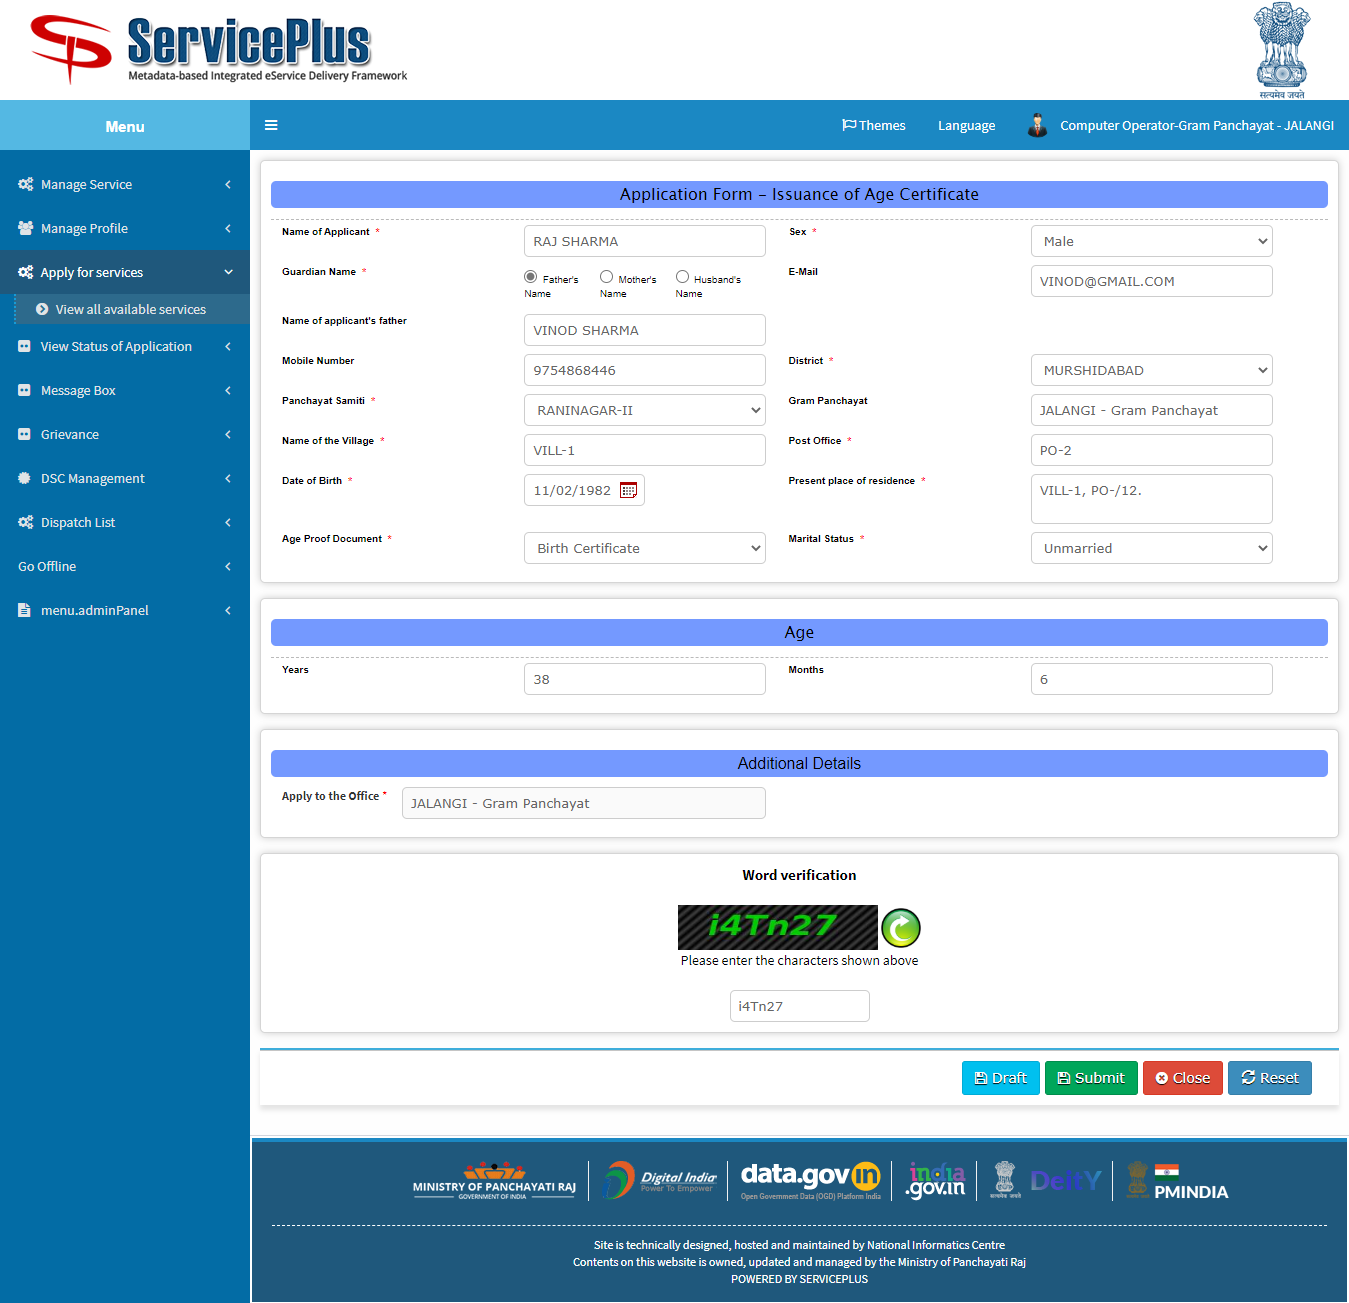 ServicePlus
Metadata-based Integrated eService Delivery Framework
सत्यमेव जयते
Menu
Themes
Language
Computer Operator-Gram Panchayat - JALANGI
Manage Service
Manage Profile
Apply for services
View all available services
View Status of Application
Message Box
Grievance
DSC Management
Dispatch List
Go Offline
menu.adminPanel
Application Form – Issuance of Age Certificate
Name of Applicant *
RAJ SHARMA
Sex *
Male
Guardian Name *
Father's Name
Mother's Name
Husband's Name
E-Mail
VINOD@GMAIL.COM
Name of applicant's father
VINOD SHARMA
Mobile Number
9754868446
District *
MURSHIDABAD
Panchayat Samiti *
RANINAGAR-II
Gram Panchayat
JALANGI - Gram Panchayat
Name of the Village *
VILL-1
Post Office *
PO-2
Date of Birth *
11/02/1982
Present place of residence *
VILL-1, PO-/12.
Age Proof Document *
Birth Certificate
Marital Status *
Unmarried
Age
Years
38
Months
6
Additional Details
Apply to the Office *
JALANGI - Gram Panchayat
Word verification
i4Tn27
Please enter the characters shown above
i4Tn27
Draft
Submit
Close
Reset
MINISTRY OF PANCHAYATI RAJ
GOVERNMENT OF INDIA
Digital India
Power To Empower
data.gov in
Open Government Data (OGD) Platform India
india
.gov.in
सत्यमेव जयते
DeitY
PMINDIA
Site is technically designed, hosted and maintained by National Informatics Centre
Contents on this website is owned, updated and managed by the Ministry of Panchayati Raj
POWERED BY SERVICEPLUS